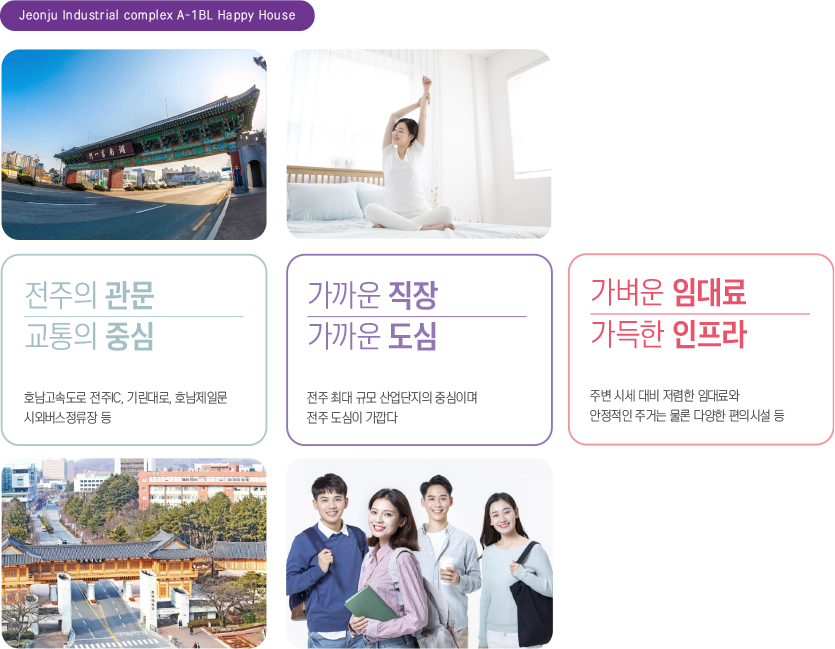 Jeonju Industrial complex A-1BL Happy House
湖南第一門
전주의 관문
교통의 중심
호남고속도로 전주IC, 기린대로, 호남제일문
시외버스정류장 등
가까운 직장
가까운 도심
전주 최대 규모 산업단지의 중심이며
전주 도심이 가깝다
가벼운 임대료
가득한 인프라
주변 시세 대비 저렴한 임대료와
안정적인 주거는 물론 다양한 편의시설 등